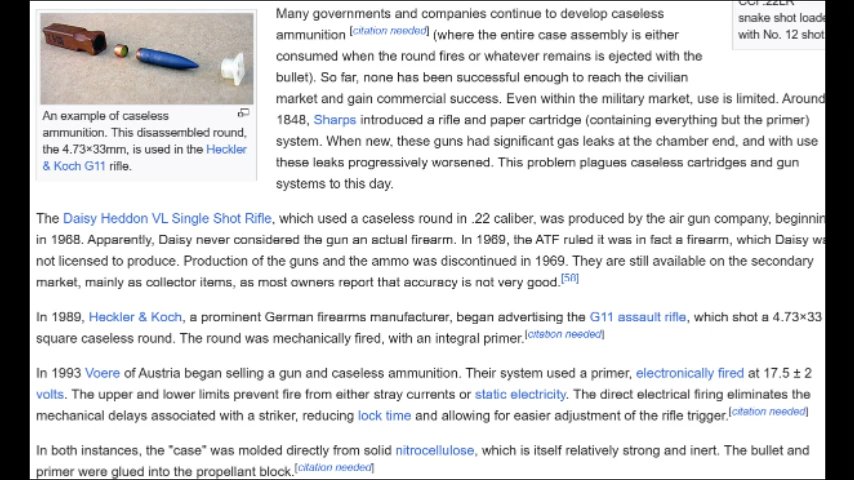 Many governments and companies continue to develop caseless
ammunition [citation needed] (where the entire case assembly is either
consumed when the round fires or whatever remains is ejected with the
bullet). So far, none has been successful enough to reach the civilian
market and gain commercial success. Even within the military market, use is limited. Around
1848, Sharps introduced a rifle and paper cartridge (containing everything but the primer)
system. When new, these guns had significant gas leaks at the chamber end, and with use
these leaks progressively worsened. This problem plagues caseless cartridges and gun
systems to this day.
An example of caseless
ammunition. This disassembled round,
the 4.73×33mm, is used in the Heckler
& Koch G11 rifle.
snake shot loade
with No. 12 shot
The Daisy Heddon VL Single Shot Rifle, which used a caseless round in .22 caliber, was produced by the air gun company, beginnin
in 1968. Apparently, Daisy never considered the gun an actual firearm. In 1969, the ATF ruled it was in fact a firearm, which Daisy wa
not licensed to produce. Production of the guns and the ammo was discontinued in 1969. They are still available on the secondary
market, mainly as collector items, as most owners report that accuracy is not very good.
In 1989, Heckler & Koch, a prominent German firearms manufacturer, began advertising the G11 assault rifle, which shot a 4.73×33
square caseless round. The round was mechanically fired, with an integral primer.[citation needed]
In 1993 Voere of Austria began selling a gun and caseless ammunition. Their system used a primer, electronically fired at 17.5 ± 2
volts. The upper and lower limits prevent fire from either stray currents or static electricity. The direct electrical firing eliminates the
mechanical delays associated with a striker, reducing lock time and allowing for easier adjustment of the rifle trigger.[citation needed]
In both instances, the "case" was molded directly from solid nitrocellulose, which is itself relatively strong and inert. The bullet and
primer were glued into the propellant block.[citation needed]